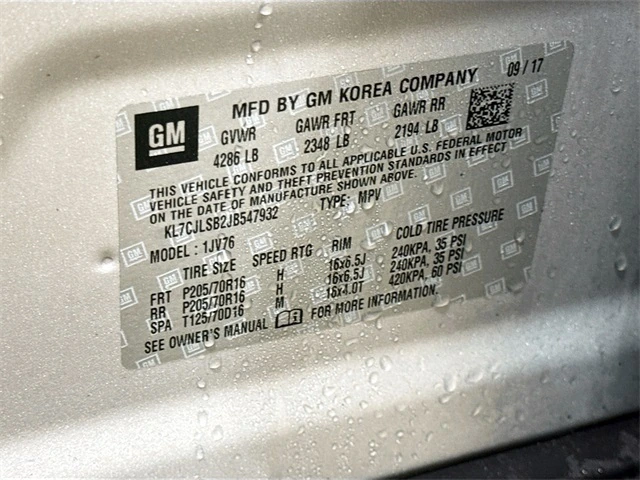 GM
MFD BY GM KOREA COMPANY 09/17
GVWR GAWR FRT GAWR RR
4286 LB 2348 LB 2194 LB
THIS VEHICLE CONFORMS TO ALL APPLICABLE U.S. FEDERAL MOTOR
VEHICLE SAFETY AND THEFT PREVENTION STANDARDS IN EFFECT
ON THE DATE OF MANUFACTURE SHOWN ABOVE.
KL7CJLSB2JB547932 TYPE: MPV
MODEL: 1JV76
TIRE SIZE SPEED RTG RIM COLD TIRE PRESSURE
FRT P205/70R16 H 16x6.5J 240KPA, 35 PSI
RR P205/70R16 H 16x6.5J 240KPA, 35 PSI
SPA T125/70D16 M 16x4.0T 420KPA, 60 PSI
SEE OWNER'S MANUAL FOR MORE INFORMATION.